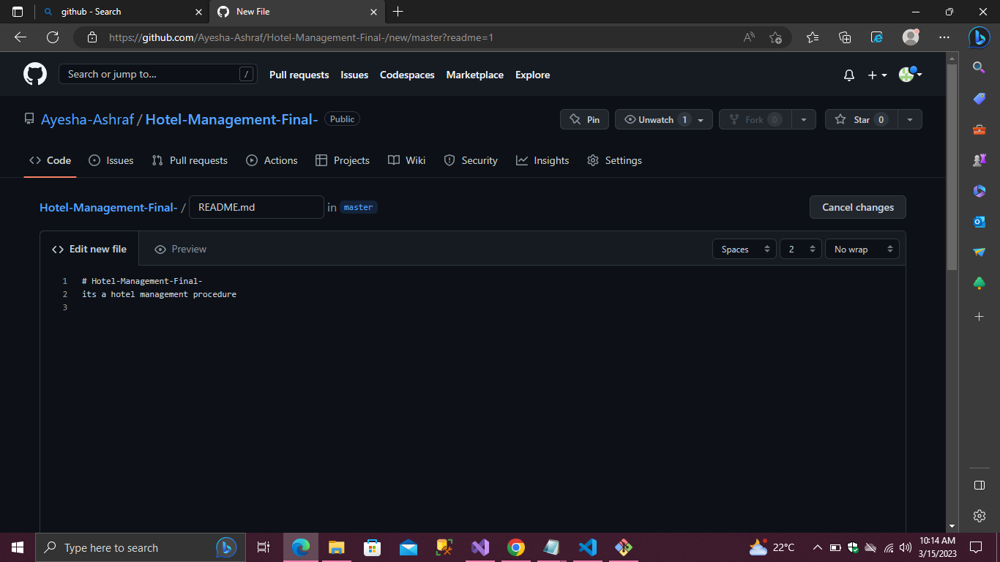 github - Search
New File
https://github.com/Ayesha-Ashraf/Hotel-Management-Final-/new/master?readme=1
Search or jump to... /
Pull requests Issues Codespaces Marketplace Explore
Ayesha-Ashraf / Hotel-Management-Final- Public
Pin Unwatch 1 Fork 0 Star 0
Code Issues Pull requests Actions Projects Wiki Security Insights Settings
Hotel-Management-Final- / README.md in master Cancel changes
Edit new file Preview Spaces 2 No wrap
1 # Hotel-Management-Final-
2 its a hotel management procedure
3
Type here to search
22°C
10:14 AM
3/15/2023